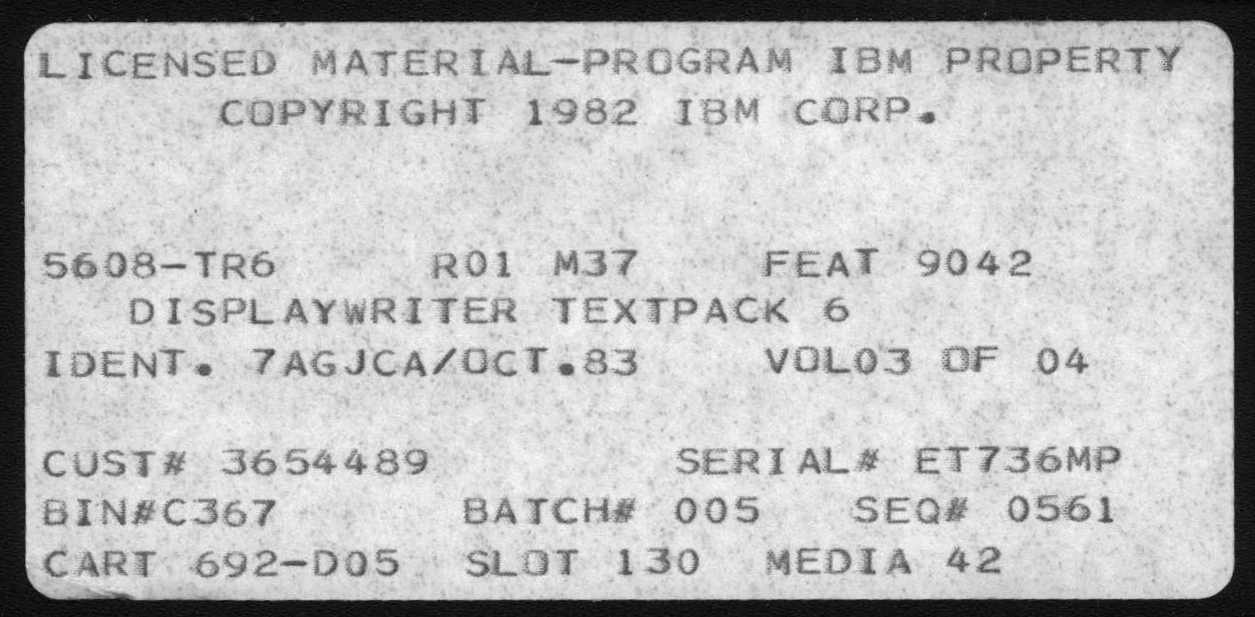 LICENSED MATERIAL-PROGRAM IBM PROPERTY
COPYRIGHT 1982 IBM CORP.
5608-TR6 R01 M37 FEAT 9042
DISPLAYWRITER TEXTPACK 6
IDENT. 7AGJCA/OCT.83 VOL03 OF 04
CUST# 3654489 SERIAL# ET736MP
BIN#C367 BATCH# 005 SEQ# 0561
CART 692-D05 SLOT 130 MEDIA 42